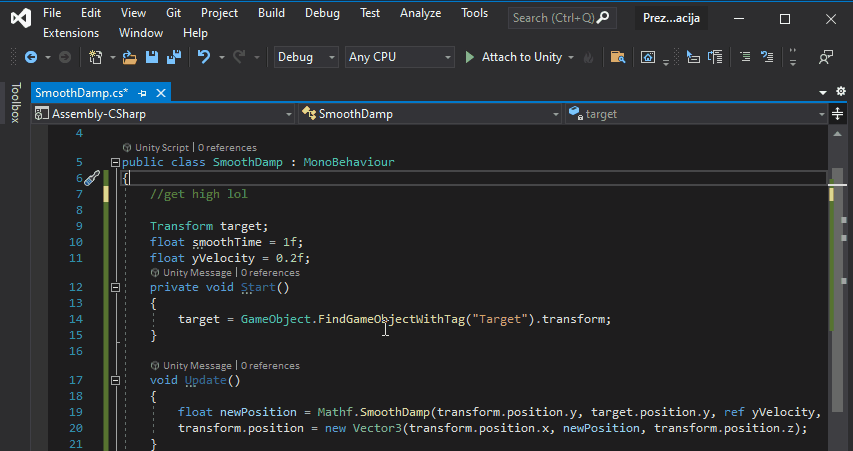 File Edit View Git Project Build Debug Test Analyze Tools Search (Ctrl+Q) Prez...acija
Extensions Window Help
Debug Any CPU Attach to Unity
Toolbox
SmoothDamp.cs*
Assembly-CSharp SmoothDamp target
4
Unity Script | 0 references
5 public class SmoothDamp : MonoBehaviour
6 {
7 //get high lol
8
9 Transform target;
10 float smoothTime = 1f;
11 float yVelocity = 0.2f;
Unity Message | 0 references
12 private void Start()
13 {
14 target = GameObject.FindGameObjectWithTag("Target").transform;
15 }
16
Unity Message | 0 references
17 void Update()
18 {
19 float newPosition = Mathf.SmoothDamp(transform.position.y, target.position.y, ref yVelocity,
20 transform.position = new Vector3(transform.position.x, newPosition, transform.position.z);
21 }